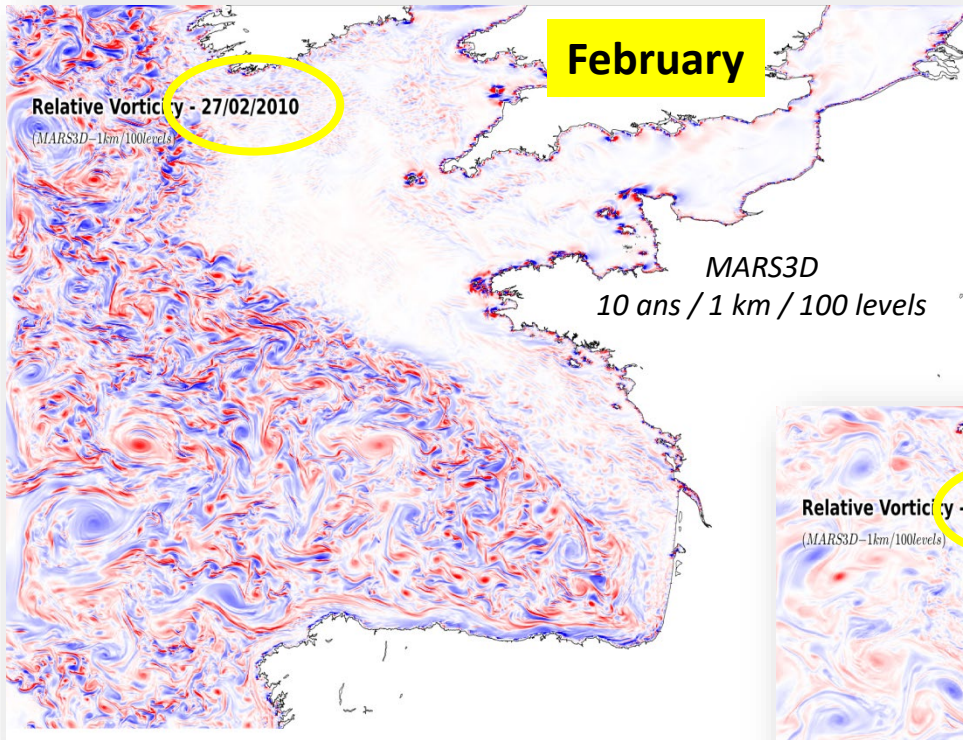 February
Relative Vorticity - 27/02/2010
(MARS3D-1km/100levels)
MARS3D
10 ans / 1 km / 100 levels
Relative Vorticity -
(MARS3D-1km/100levels)